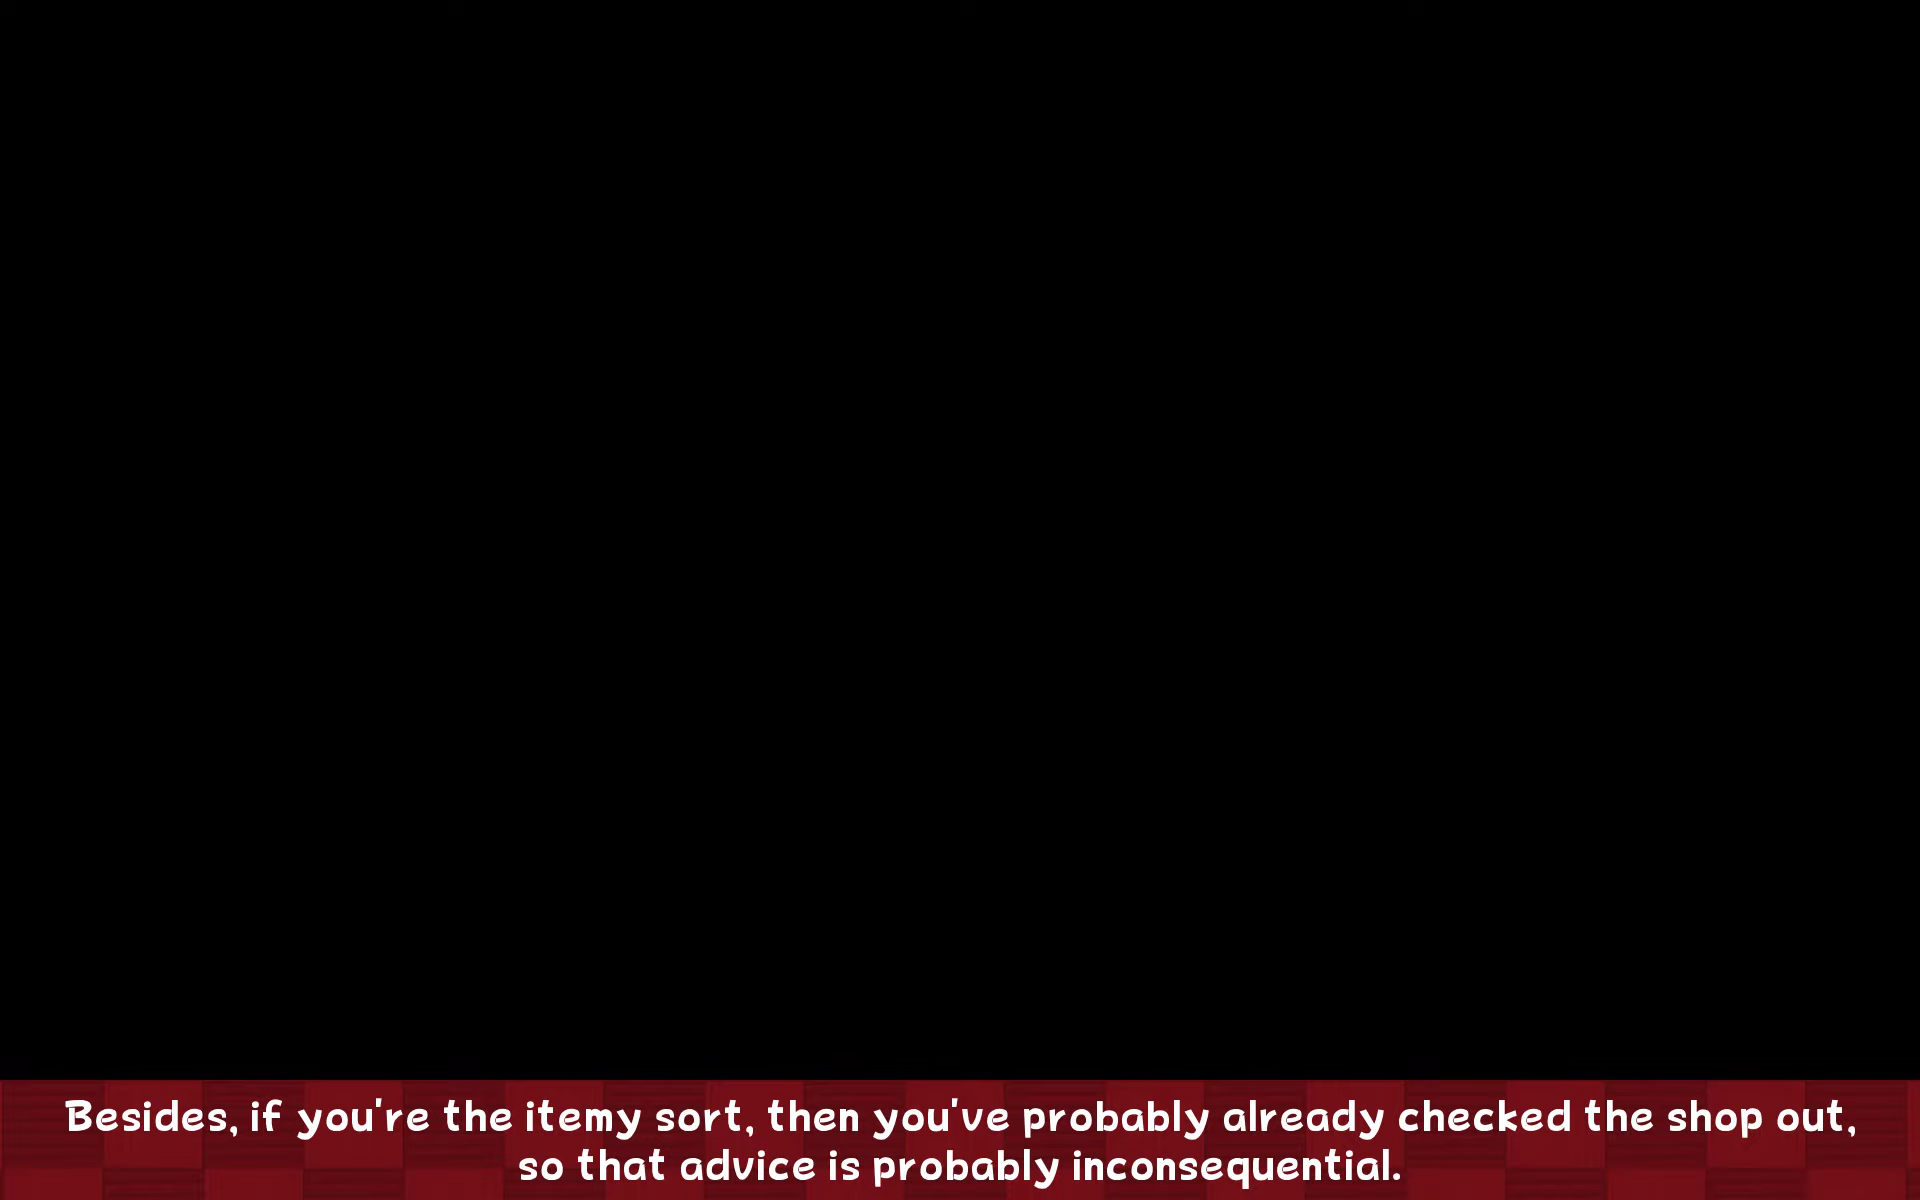 Besides, if you're the itemy sort, then you've probably already checked the shop out,
so that advice is probably inconsequential.